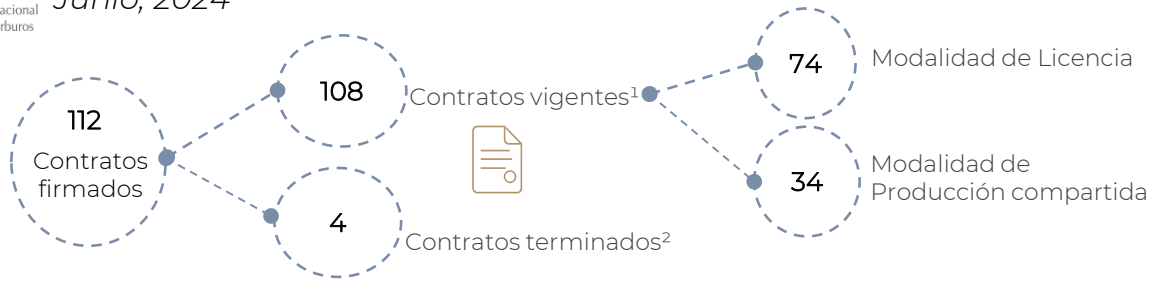 acional
rburos
Junio, 2024
112
Contratos
firmados
108
Contratos vigentes¹
4
Contratos terminados²
74
Modalidad de Licencia
34
Modalidad de
Producción compartida